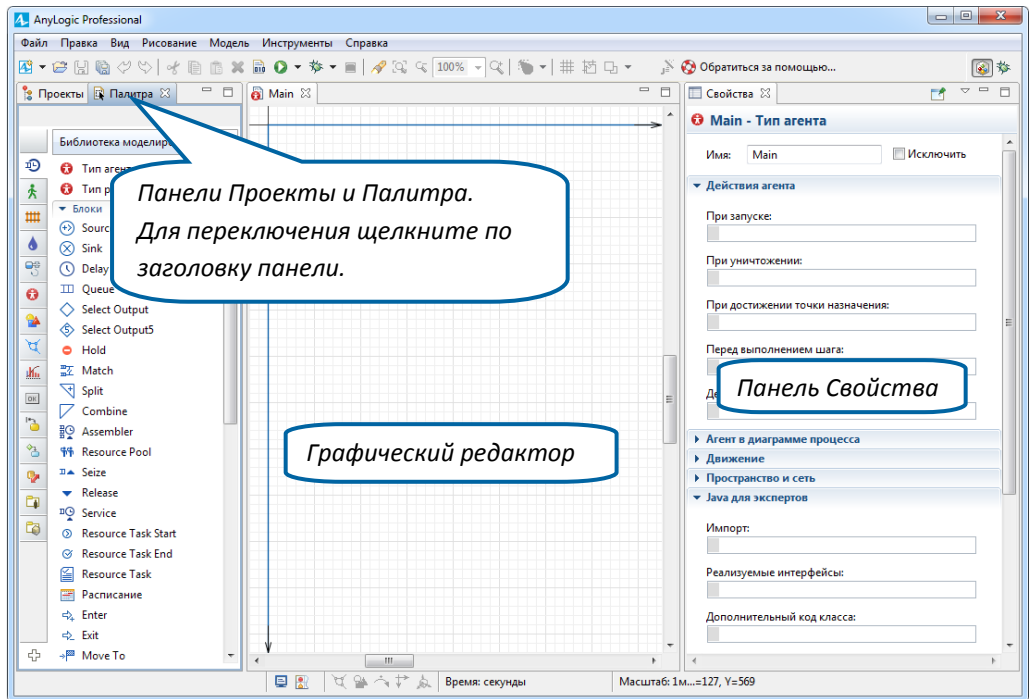 AnyLogic Professional
Файл Правка Вид Рисование Модель Инструменты Справка
100% Обратиться за помощью...
Проекты Палитра Main Свойства
Main - Тип агента
Библиотека моделиро
Имя: Main Исключить
Тип аген
Тип р
Действия агента
Блоки
При запуске:
Sourc
Sink
Delay
При уничтожении:
Queue
Select Output
При достижении точки назначения:
Select Output5
Hold
Перед выполнением шага:
Match
Split
Combine
Assembler
Агент в диаграмме процесса
Resource Pool
Движение
Seize
Пространство и сеть
Release
Java для экспертов
Service
Resource Task Start
Импорт:
Resource Task End
Resource Task
Реализуемые интерфейсы:
Расписание
Enter
Дополнительный код класса:
Exit
Move To
Панели Проекты и Палитра.
Для переключения щелкните по
заголовку панели.
Графический редактор
Панель Свойства
Время: секунды Масштаб: 1м...=127, Y=569